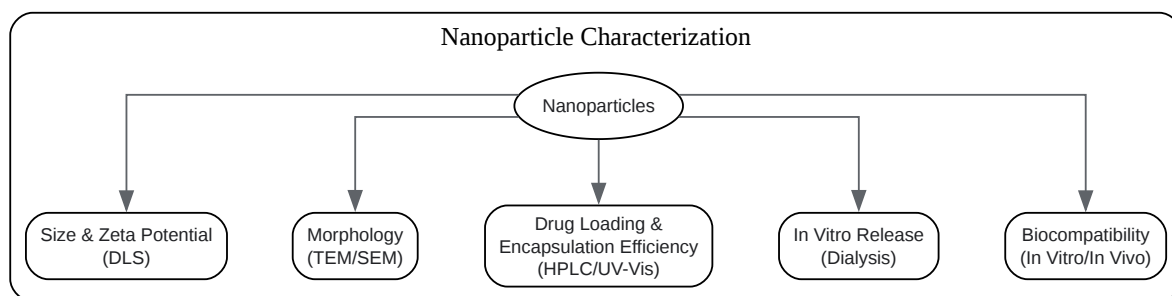 Nanoparticle Characterization
Nanoparticles
Size & Zeta Potential
(DLS)
Morphology
(TEM/SEM)
Drug Loading &
Encapsulation Efficiency
(HPLC/UV-Vis)
In Vitro Release
(Dialysis)
Biocompatibility
(In Vitro/In Vivo)